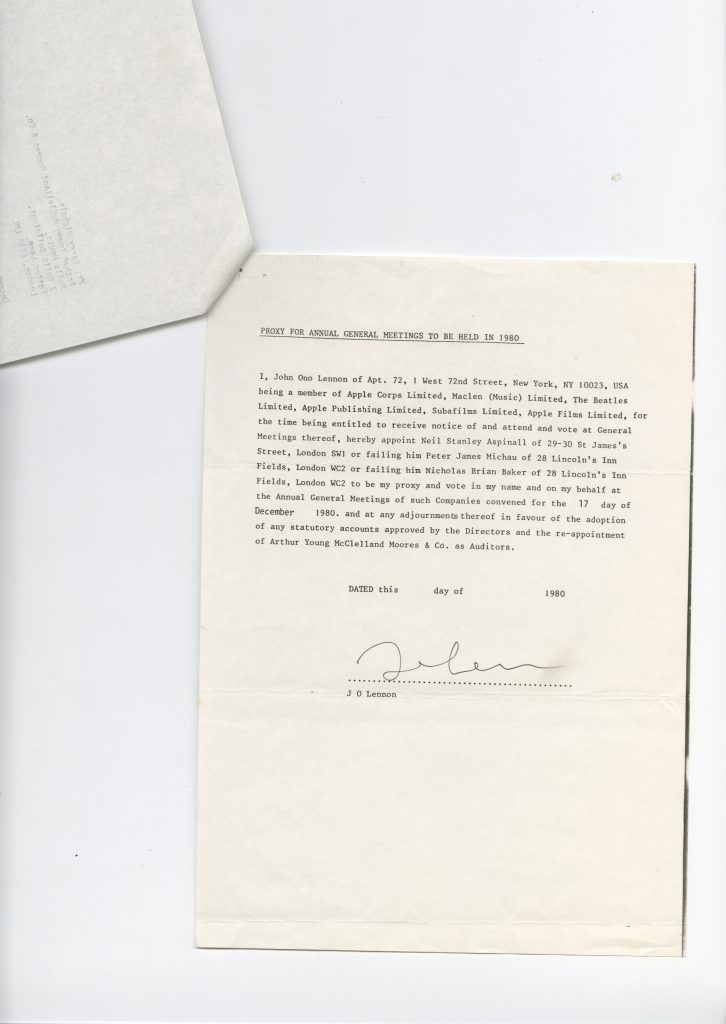 PROXY FOR ANNUAL GENERAL MEETINGS TO BE HELD IN 1980
I, John Ono Lennon of Apt. 72, 1 West 72nd Street, New York, NY 10023, USA
being a member of Apple Corps Limited, Maclen (Music) Limited, The Beatles
Limited, Apple Publishing Limited, Subafilms Limited, Apple Films Limited, for
the time being entitled to receive notice of and attend and vote at General
Meetings thereof, hereby appoint Neil Stanley Aspinall of 29-30 St James's
Street, London SW1 or failing him Peter James Michau of 28 Lincoln's Inn
Fields, London WC2 or failing him Nicholas Brian Baker of 28 Lincoln's Inn
Fields, London WC2 to be my proxy and vote in my name and on my behalf at
the Annual General Meetings of such Companies convened for the 17 day of
December 1980. and at any adjournments thereof in favour of the adoption
of any statutory accounts approved by the Directors and the re-appointment
of Arthur Young McClelland Moores & Co. as Auditors.
DATED this day of 1980
J O Lennon